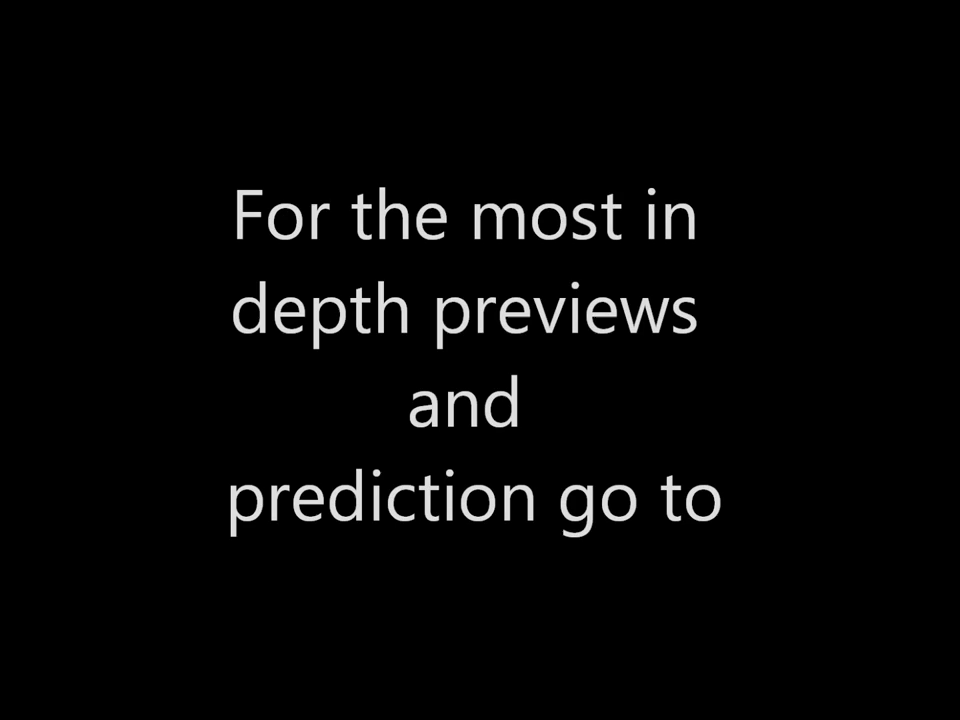 For the most in
depth previews
and
prediction go to